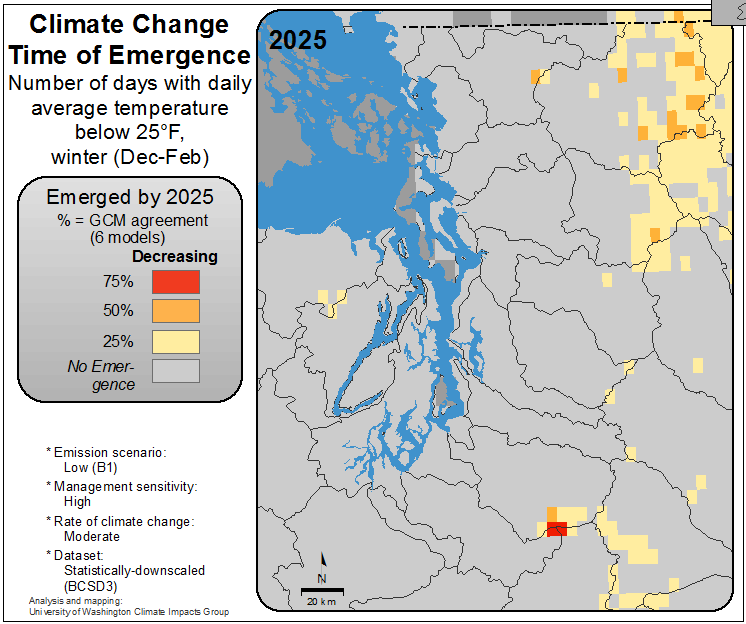 Climate Change
Time of Emergence
Number of days with daily
average temperature
below 25°F,
winter (Dec-Feb)
Emerged by 2025
% = GCM agreement
(6 models)
Decreasing
75%
50%
25%
No Emer-
gence
* Emission scenario:
Low (B1)
* Management sensitivity:
High
* Rate of climate change:
Moderate
* Dataset:
Statistically-downscaled
(BCSD3)
Analysis and mapping:
University of Washington Climate Impacts Group
2025
N
20 km